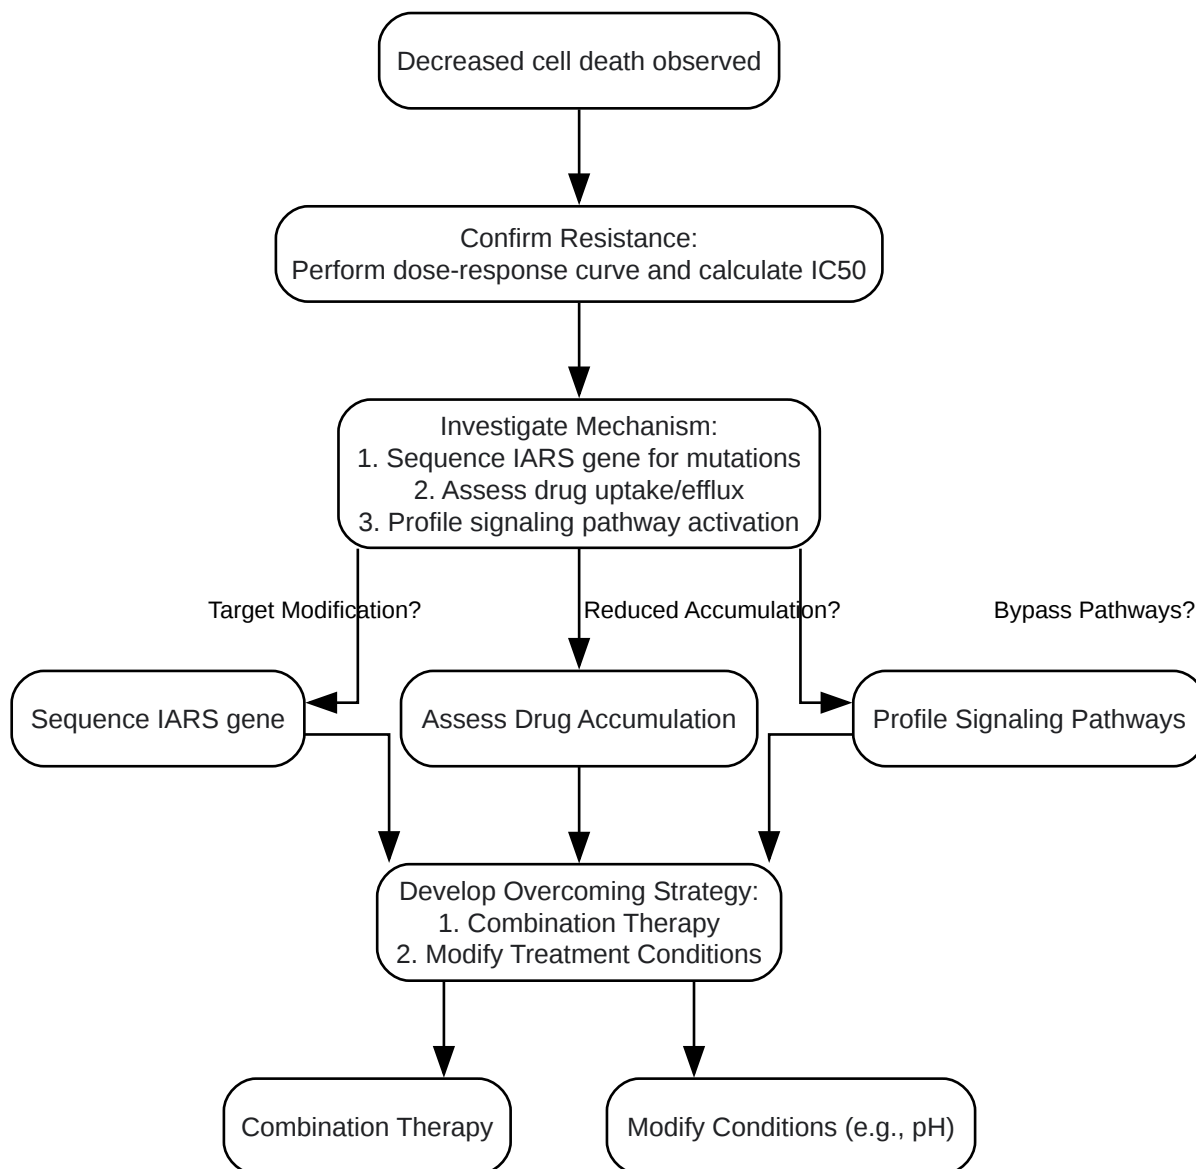 Decreased cell death observed
Confirm Resistance:
Perform dose-response curve and calculate IC50
Investigate Mechanism:
1. Sequence IARS gene for mutations
2. Assess drug uptake/efflux
3. Profile signaling pathway activation
Target Modification?
Reduced Accumulation?
Bypass Pathways?
Sequence IARS gene
Assess Drug Accumulation
Profile Signaling Pathways
Develop Overcoming Strategy:
1. Combination Therapy
2. Modify Treatment Conditions
Combination Therapy
Modify Conditions (e.g., pH)